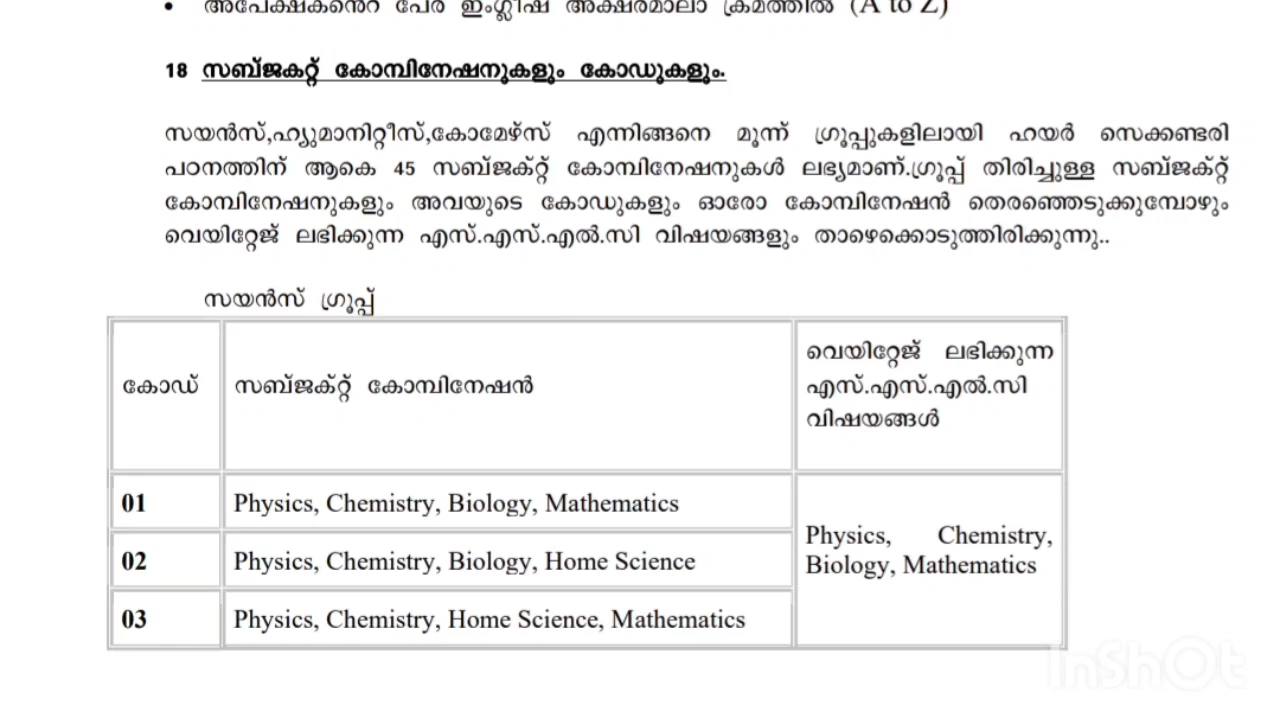 • അപേക്ഷകന്റെ പേര് ഇംഗ്ലീഷ് അക്ഷരമാലാ ക്രമത്തിൽ (A to Z)
18 സബ്ജകറ്റ് കോമ്പിനേഷനുകളും കോഡുകളും.
സയൻസ്,ഹ്യുമാനിറ്റീസ്,കോമേഴ്സ് എന്നിങ്ങനെ മൂന്ന് ഗ്രൂപ്പുകളിലായി ഹയർ സെക്കണ്ടറി
പഠനത്തിന് ആകെ 45 സബ്ജക്റ്റ് കോമ്പിനേഷനുകൾ ലഭ്യമാണ്.ഗ്രൂപ്പ് തിരിച്ചുള്ള സബ്ജക്റ്റ്
കോമ്പിനേഷനുകളും അവയുടെ കോഡുകളും ഓരോ കോമ്പിനേഷൻ തെരഞ്ഞെടുക്കുമ്പോഴും
വെയിറ്റേജ് ലഭിക്കുന്ന എസ്.എസ്.എൽ.സി വിഷയങ്ങളും താഴെക്കൊടുത്തിരിക്കുന്നു..
സയൻസ് ഗ്രൂപ്പ്
കോഡ്
സബ്ജക്റ്റ് കോമ്പിനേഷൻ
വെയിറ്റേജ് ലഭിക്കുന്ന
എസ്.എസ്.എൽ.സി
വിഷയങ്ങൾ
01 Physics, Chemistry, Biology, Mathematics
02 Physics, Chemistry, Biology, Home Science
03 Physics, Chemistry, Home Science, Mathematics
Physics, Chemistry,
Biology, Mathematics
InShOt